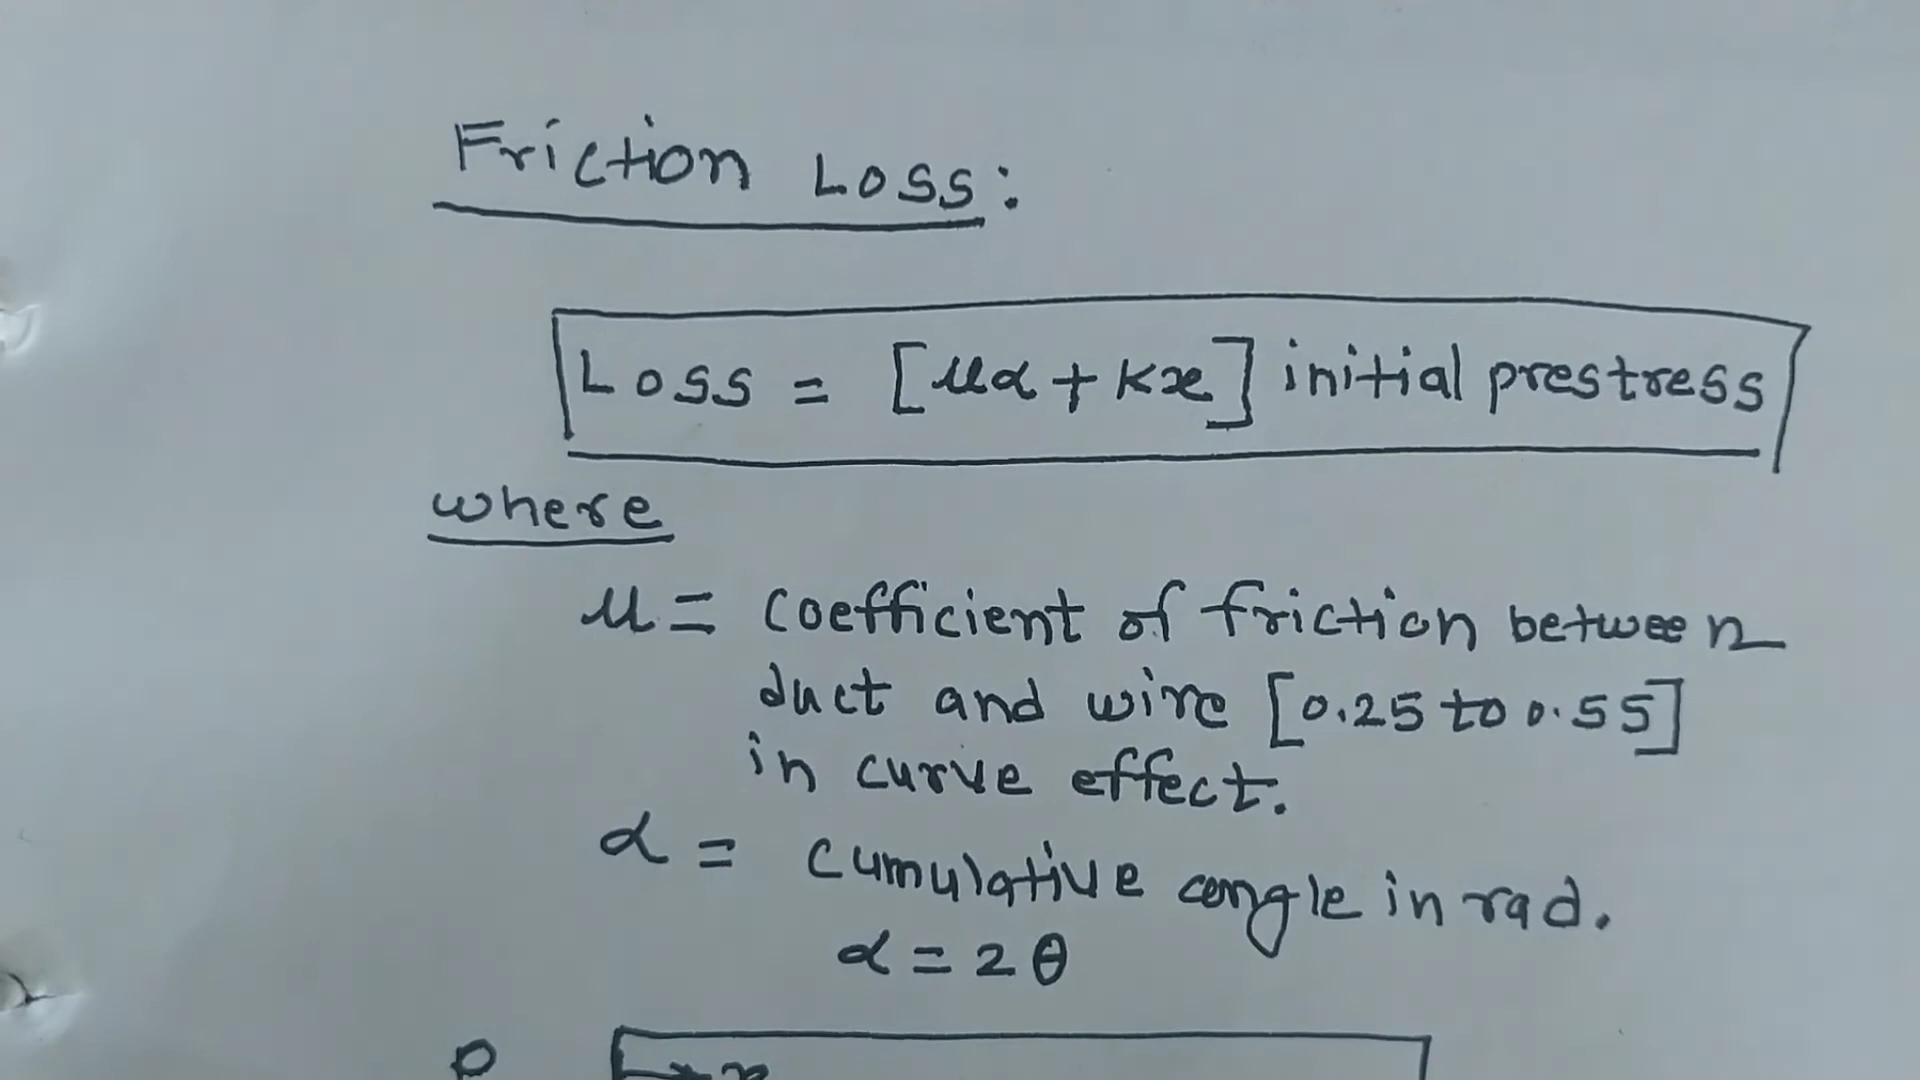 Friction Loss:
Loss = [μα + kx] initial prestress
where
μ = coefficient of friction between
duct and wire [0.25 to 0.55]
in curve effect.
α = cumulative angle in rad.
α = 2θ
P
x